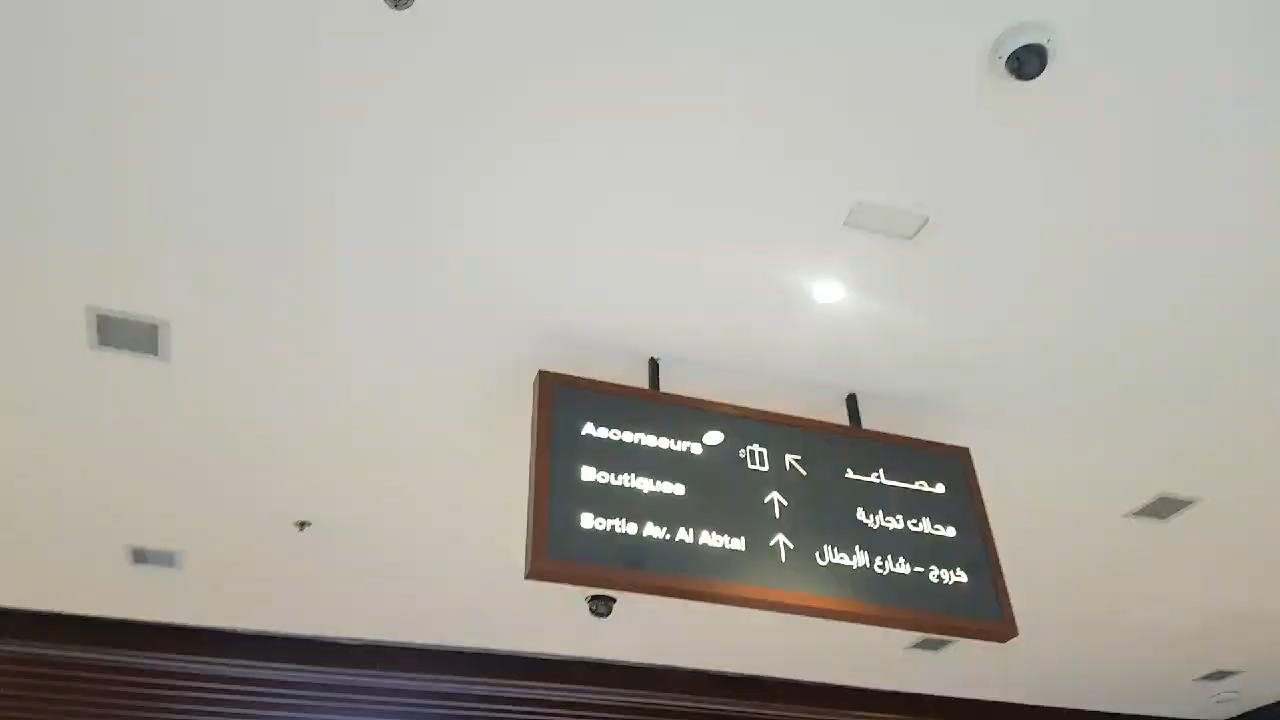 Ascenseurs مصاعد
Boutiques محلات تجارية
Sortie Av. Al Abtal خروج - شارع الأبطال